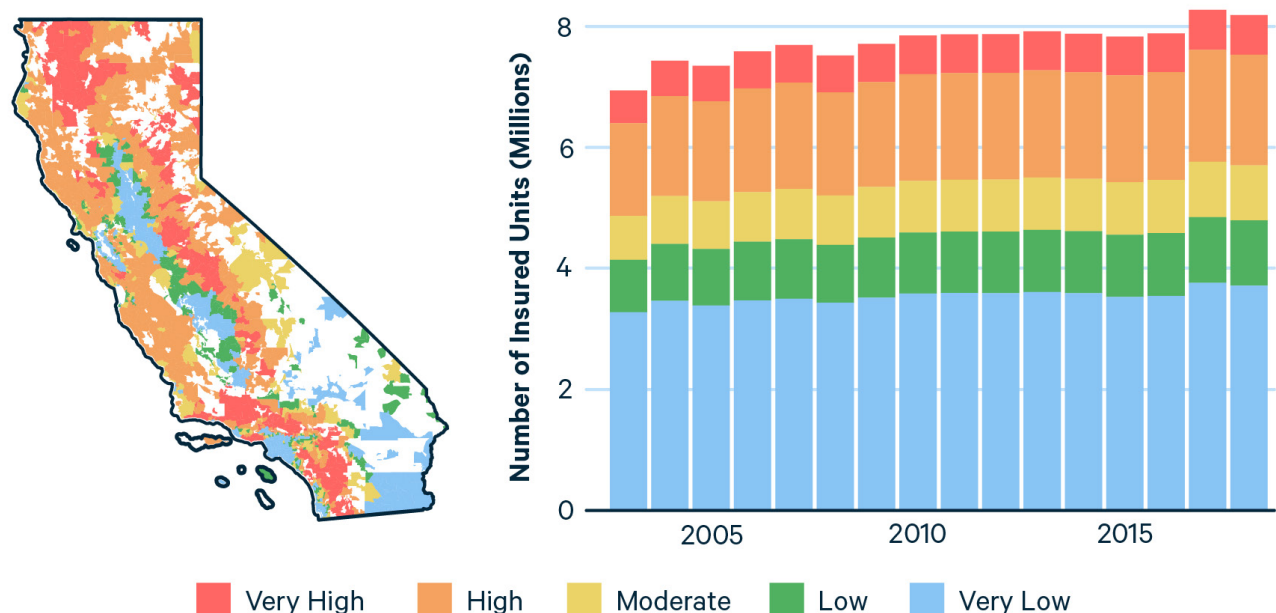 Number of Insured Units (Millions)
8
6
4
2
0
2005 2010 2015
Very High High Moderate Low Very Low